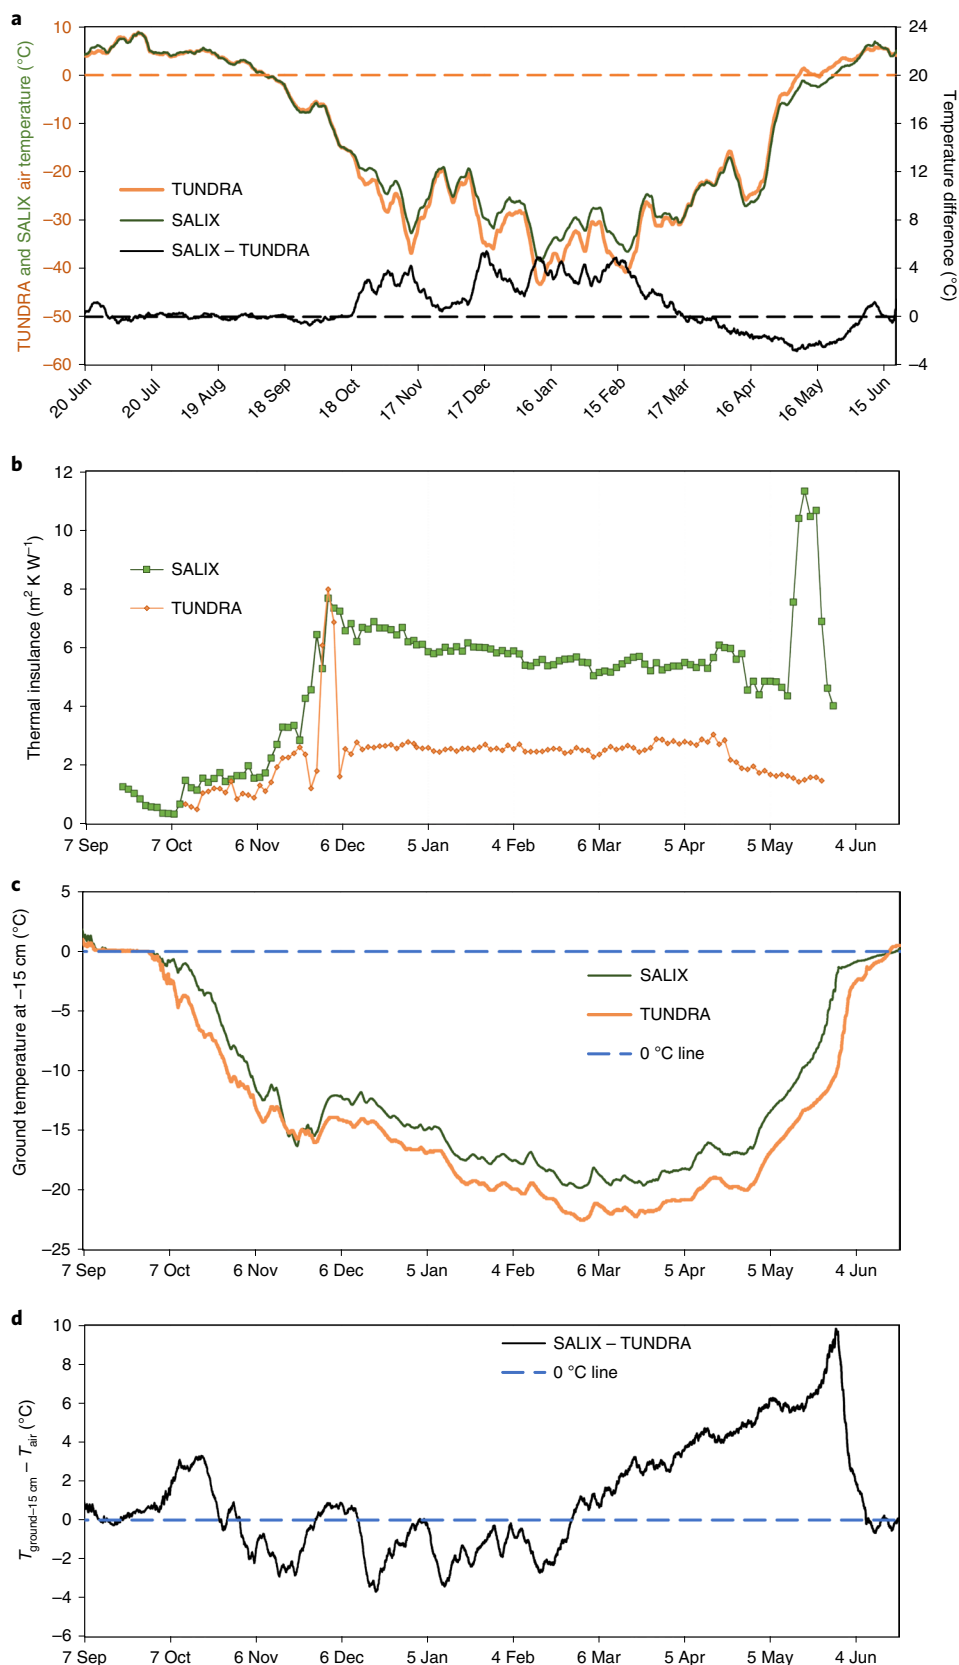 a
TUNDRA and SALIX air temperature (°C)
10
0
–10
–20
–30
–40
–50
–60
24
20
16
12
8
4
0
–4
Temperature difference (°C)
TUNDRA
SALIX
SALIX – TUNDRA
20 Jun
20 Jul
19 Aug
18 Sep
18 Oct
17 Nov
17 Dec
16 Jan
15 Feb
17 Mar
16 Apr
16 May
15 Jun
b
Thermal insulance (m² K W⁻¹)
12
10
8
6
4
2
0
SALIX
TUNDRA
7 Sep
7 Oct
6 Nov
6 Dec
5 Jan
4 Feb
6 Mar
5 Apr
5 May
4 Jun
c
Ground temperature at –15 cm (°C)
5
0
–5
–10
–15
–20
–25
SALIX
TUNDRA
0 °C line
7 Sep
7 Oct
6 Nov
6 Dec
5 Jan
4 Feb
6 Mar
5 Apr
5 May
4 Jun
d
Tground–15 cm – Tair (°C)
10
8
6
4
2
0
–2
–4
–6
SALIX – TUNDRA
0 °C line
7 Sep
7 Oct
6 Nov
6 Dec
5 Jan
4 Feb
6 Mar
5 Apr
5 May
4 Jun